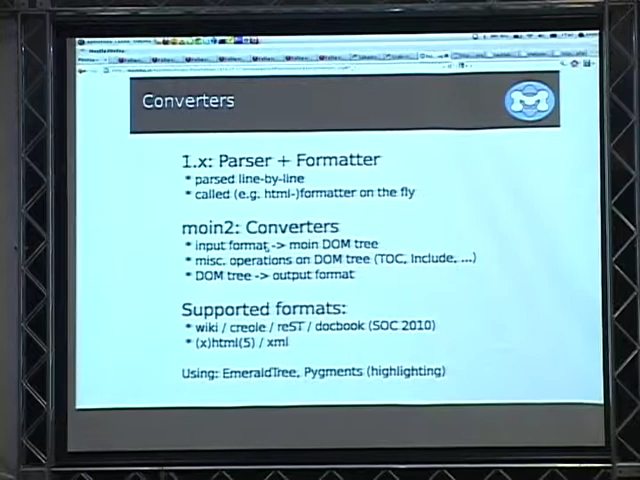 Converters
1.x: Parser + Formatter
* parsed line-by-line
* called (e.g. html-)formatter on the fly
moin2: Converters
* input format -> moin DOM tree
* misc. operations on DOM tree (TOC, Include, ...)
* DOM tree -> output format
Supported formats:
* wiki / creole / reST / docbook (SOC 2010)
* (x)html(5) / xml
Using: EmeraldTree, Pygments (highlighting)